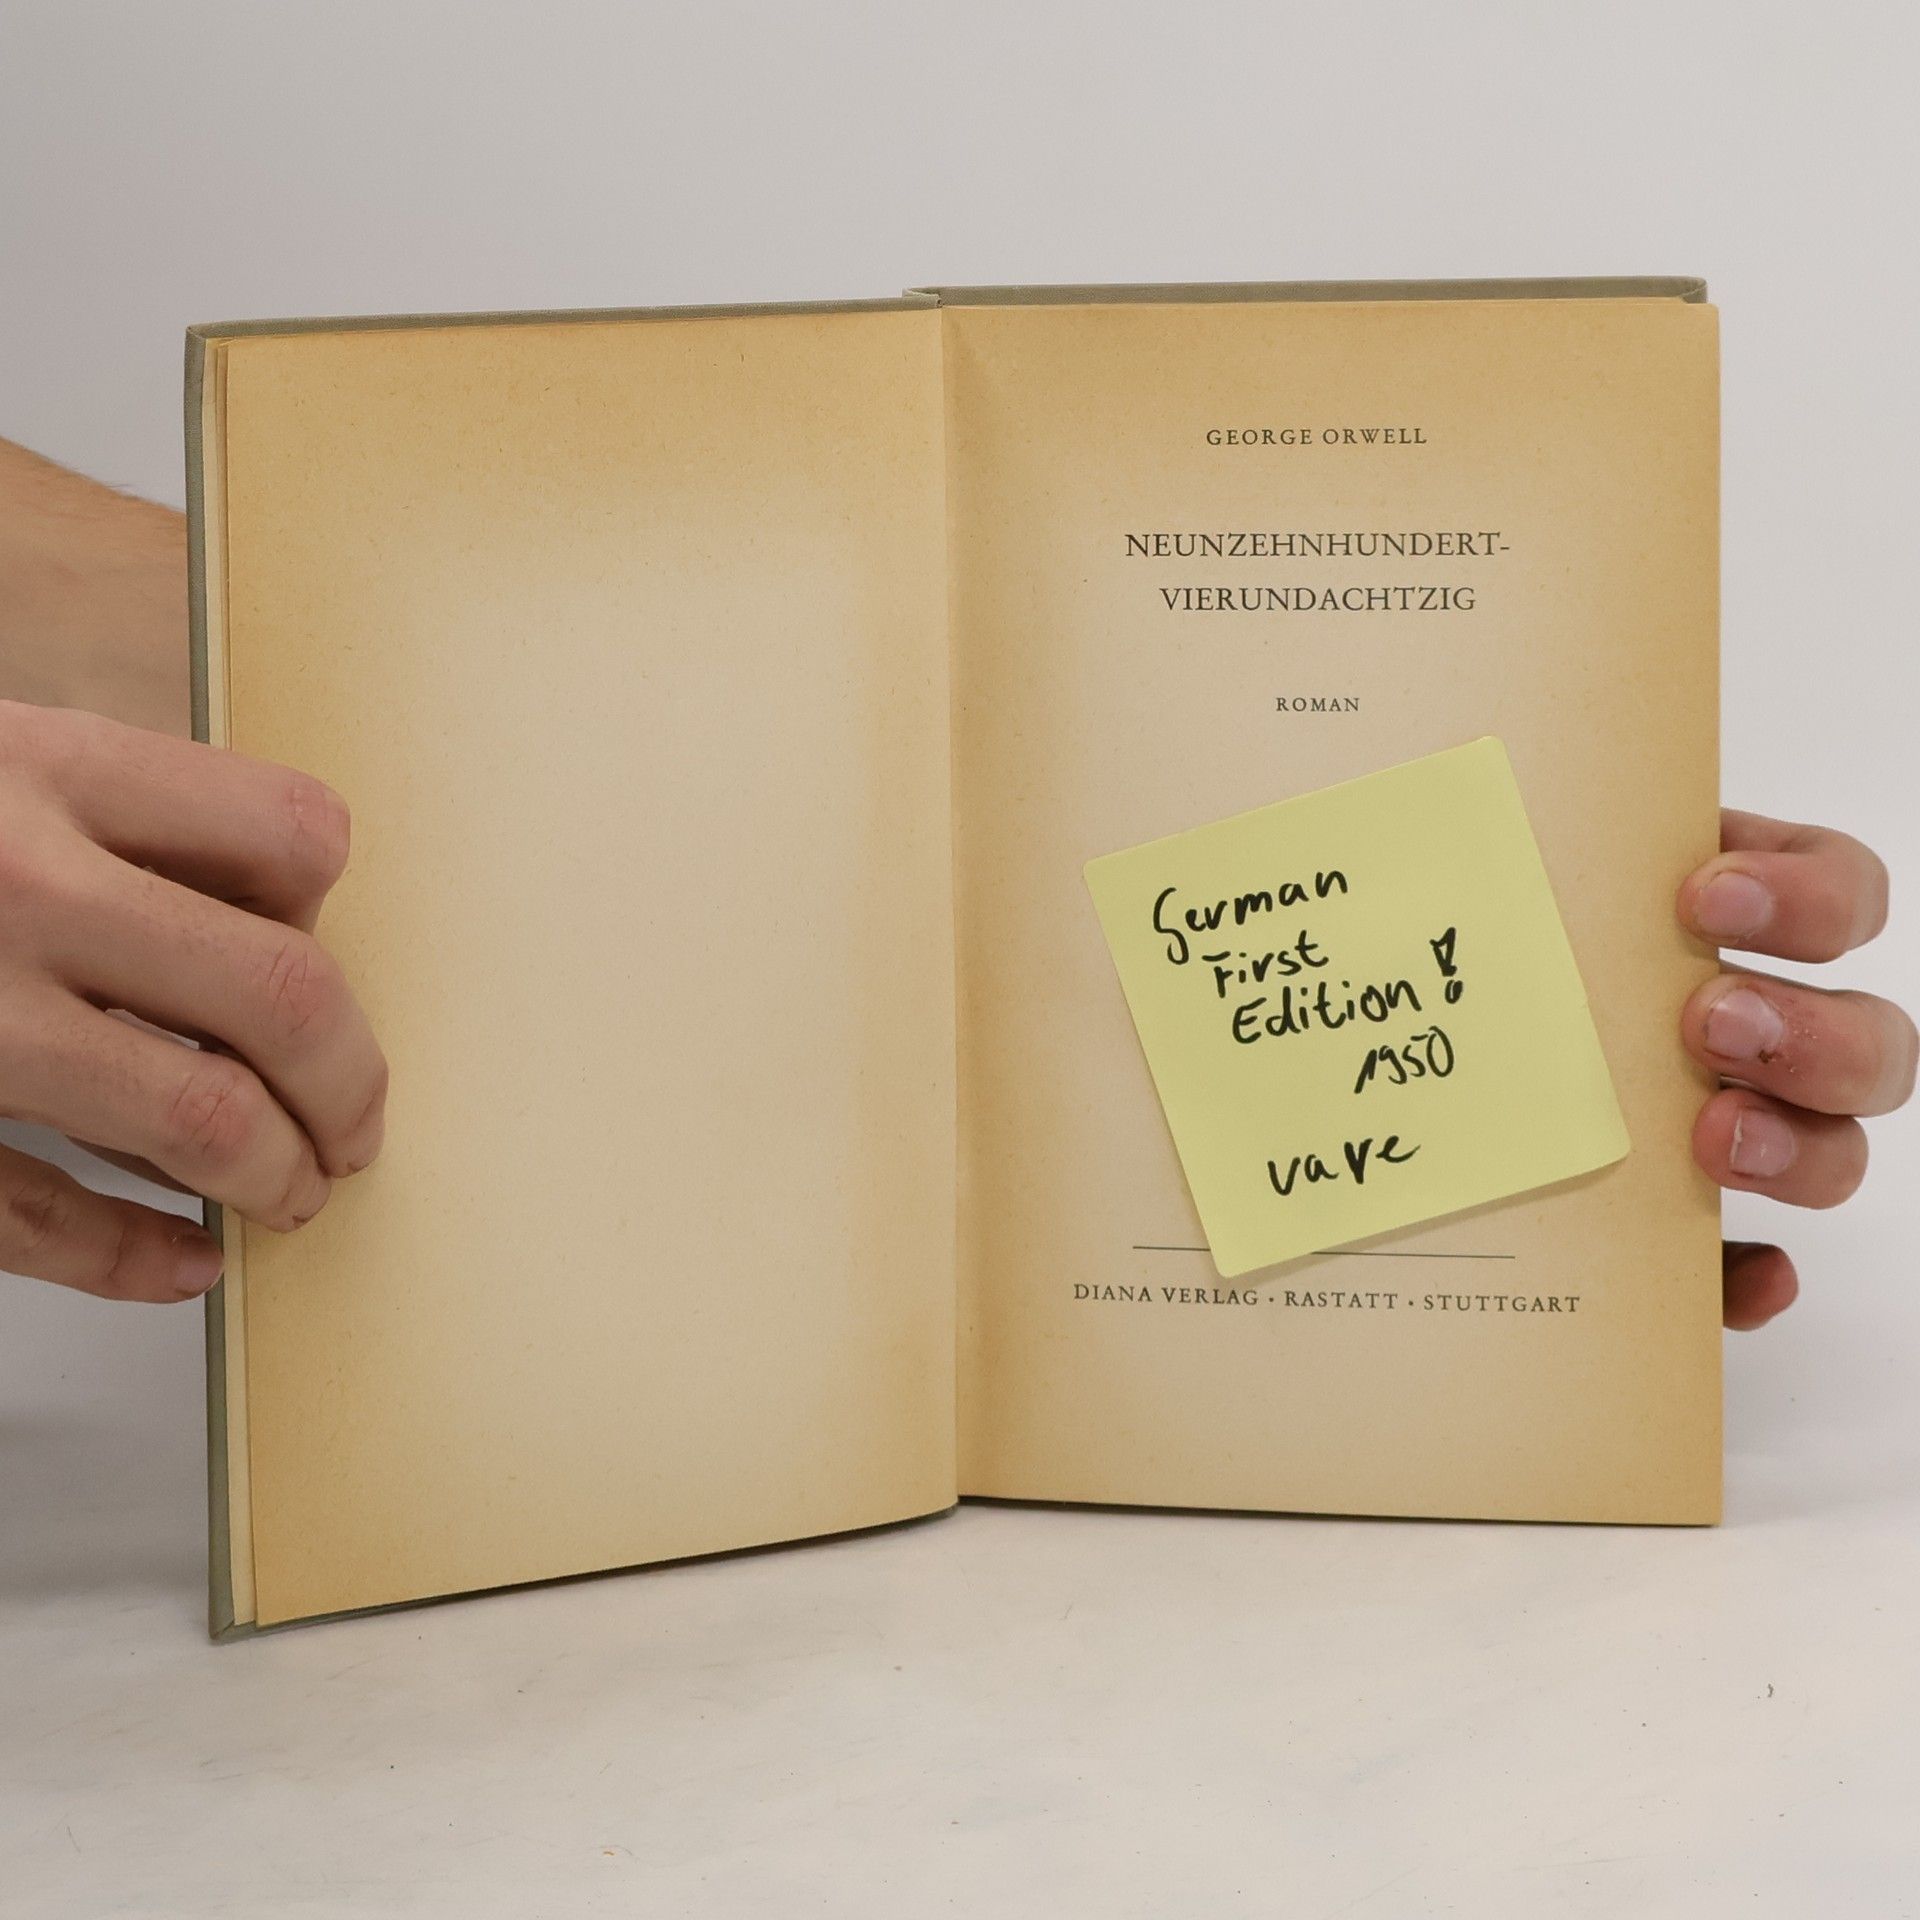 GEORGE ORWELL
NEUNZEHNHUNDERT-
VIERUNDACHTZIG
ROMAN
German
First
Edition!
1950
rare
DIANA VERLAG • RASTATT • STUTTGART